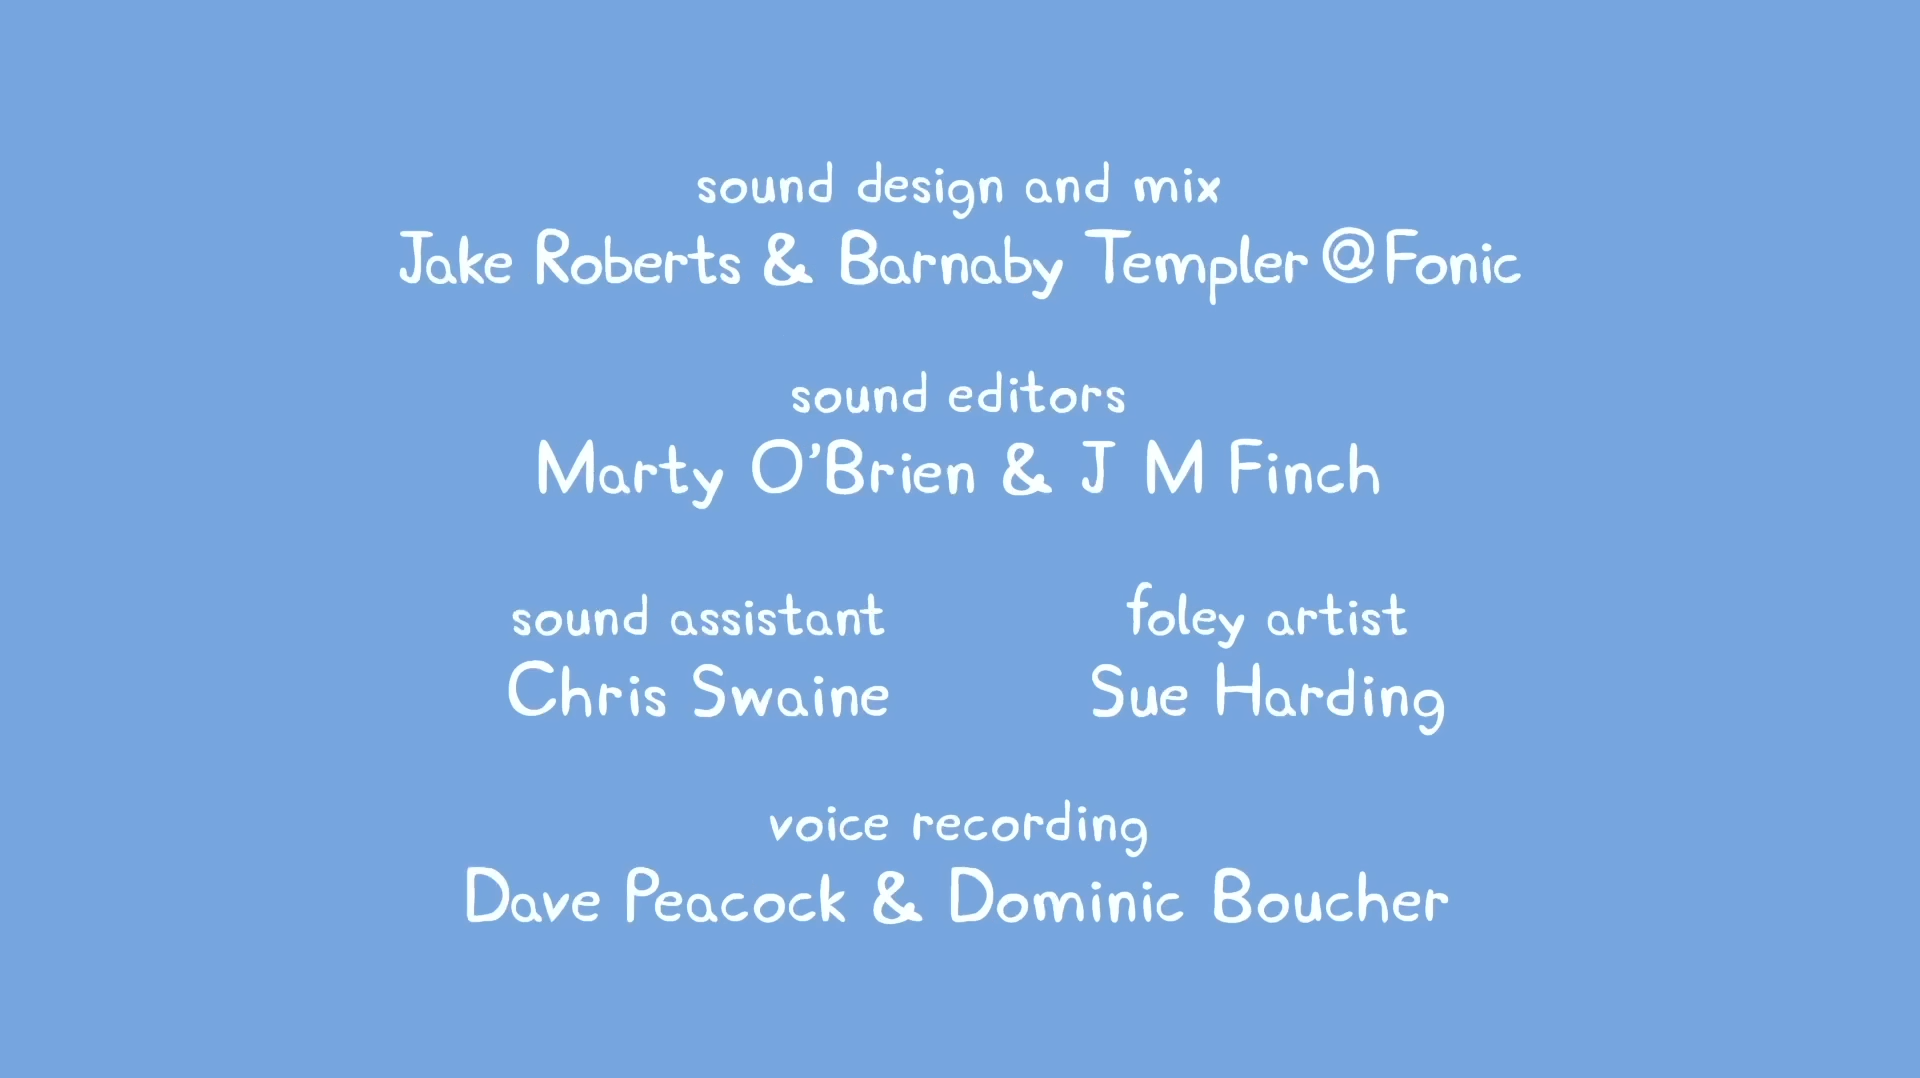 sound design and mix
Jake Roberts & Barnaby Templer @Fonic
sound editors
Marty O'Brien & J M Finch
sound assistant
Chris Swaine
foley artist
Sue Harding
voice recording
Dave Peacock & Dominic Boucher